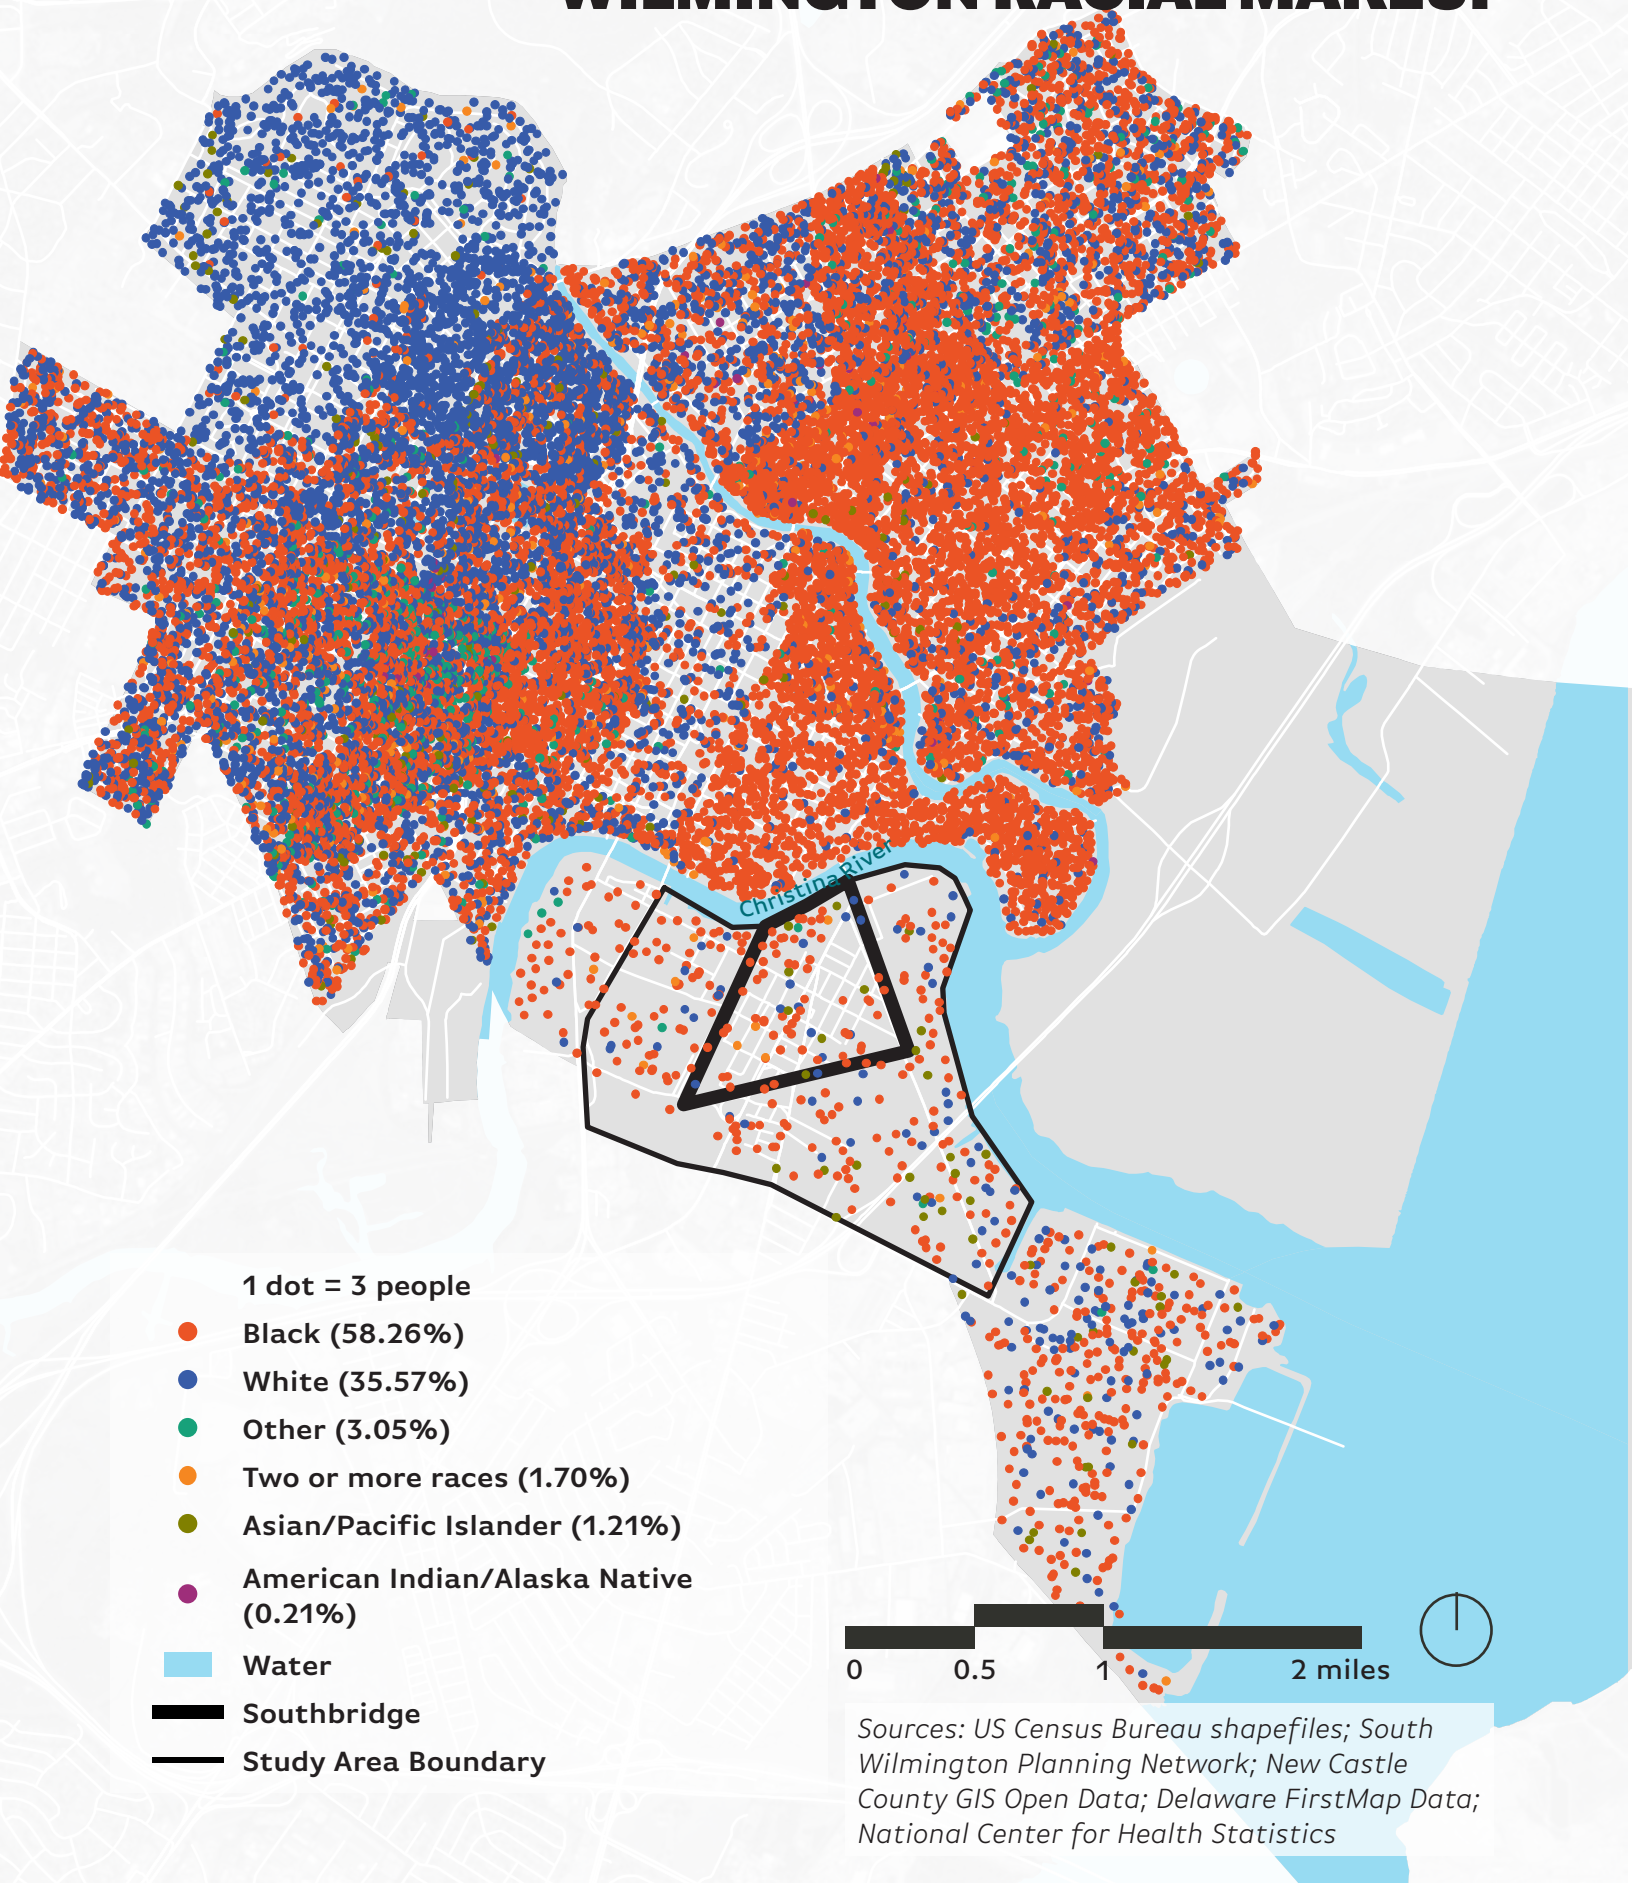 WILMINGTON RACIAL MAKEUP
Christina River
1 dot = 3 people
Black (58.26%)
White (35.57%)
Other (3.05%)
Two or more races (1.70%)
Asian/Pacific Islander (1.21%)
American Indian/Alaska Native
(0.21%)
Water
Southbridge
Study Area Boundary
0 0.5 1 2 miles
Sources: US Census Bureau shapefiles; South
Wilmington Planning Network; New Castle
County GIS Open Data; Delaware FirstMap Data;
National Center for Health Statistics